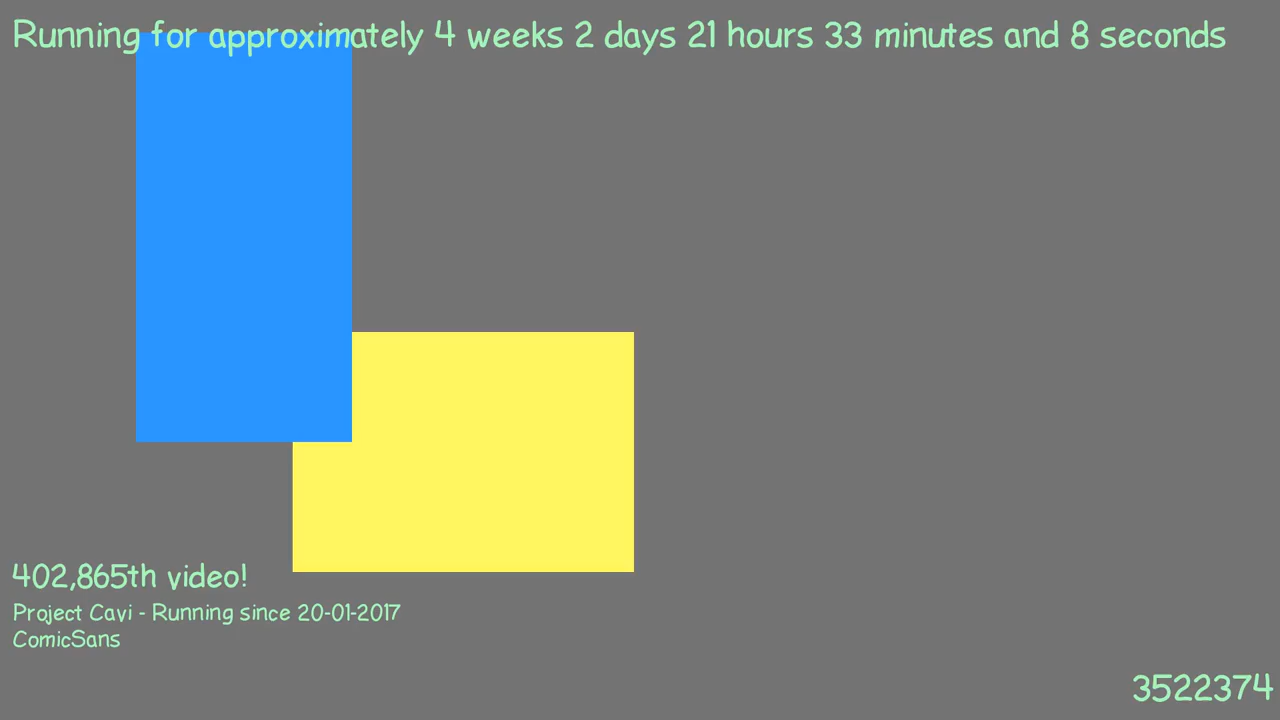 Running for approximately 4 weeks 2 days 21 hours 33 minutes and 8 seconds
402,865th video!
Project Cavi - Running since 20-01-2017
ComicSans
3522374